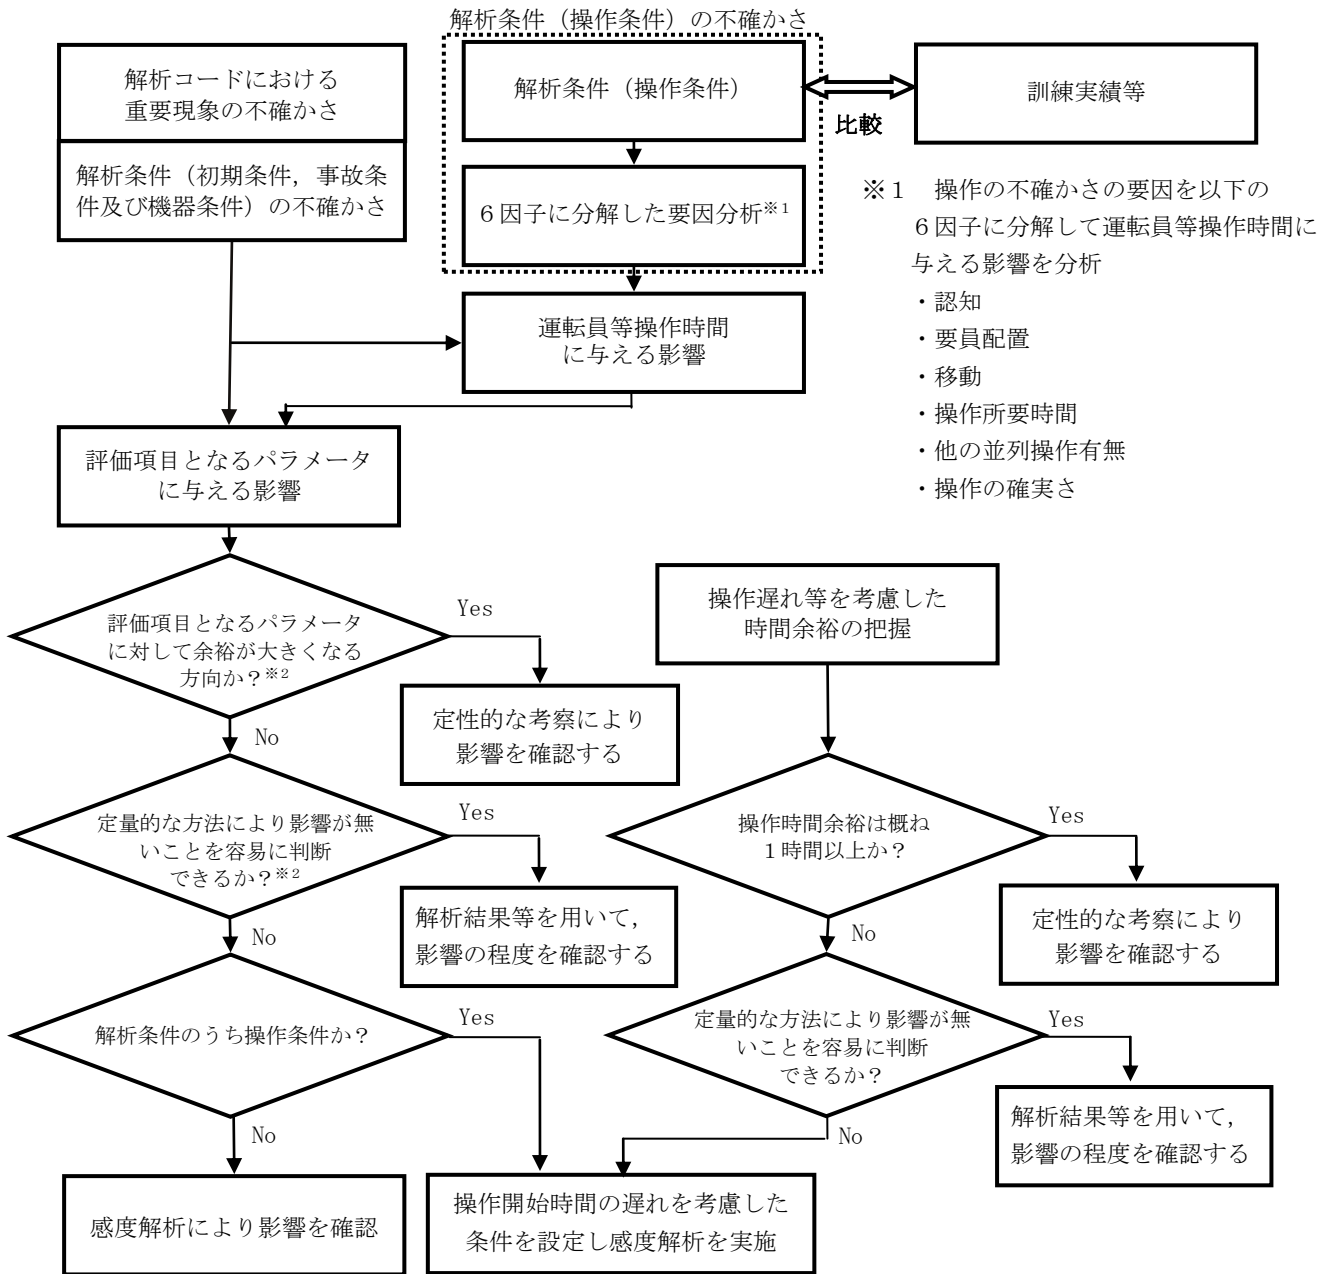 解析条件（操作条件）の不確かさ
解析コードにおける
重要現象の不確かさ
解析条件（初期条件，事故条
件及び機器条件）の不確かさ
解析条件（操作条件）
比較
訓練実績等
６因子に分解した要因分析※1
※１　操作の不確かさの要因を以下の
６因子に分解して運転員等操作時間に
与える影響を分析
・認知
・要員配置
・移動
・操作所要時間
・他の並列操作有無
・操作の確実さ
運転員等操作時間
に与える影響
評価項目となるパラメータ
に与える影響
評価項目となるパラメータ
に対して余裕が大きくなる
方向か？※2
Yes
定性的な考察により
影響を確認する
No
定量的な方法により影響が無
いことを容易に判断
できるか？※2
Yes
解析結果等を用いて，
影響の程度を確認する
No
解析条件のうち操作条件か？
Yes
No
感度解析により影響を確認
操作遅れ等を考慮した
時間余裕の把握
操作時間余裕は概ね
１時間以上か？
Yes
定性的な考察により
影響を確認する
No
定量的な方法により影響が無
いことを容易に判断
できるか？
Yes
解析結果等を用いて，
影響の程度を確認する
No
操作開始時間の遅れを考慮した
条件を設定し感度解析を実施